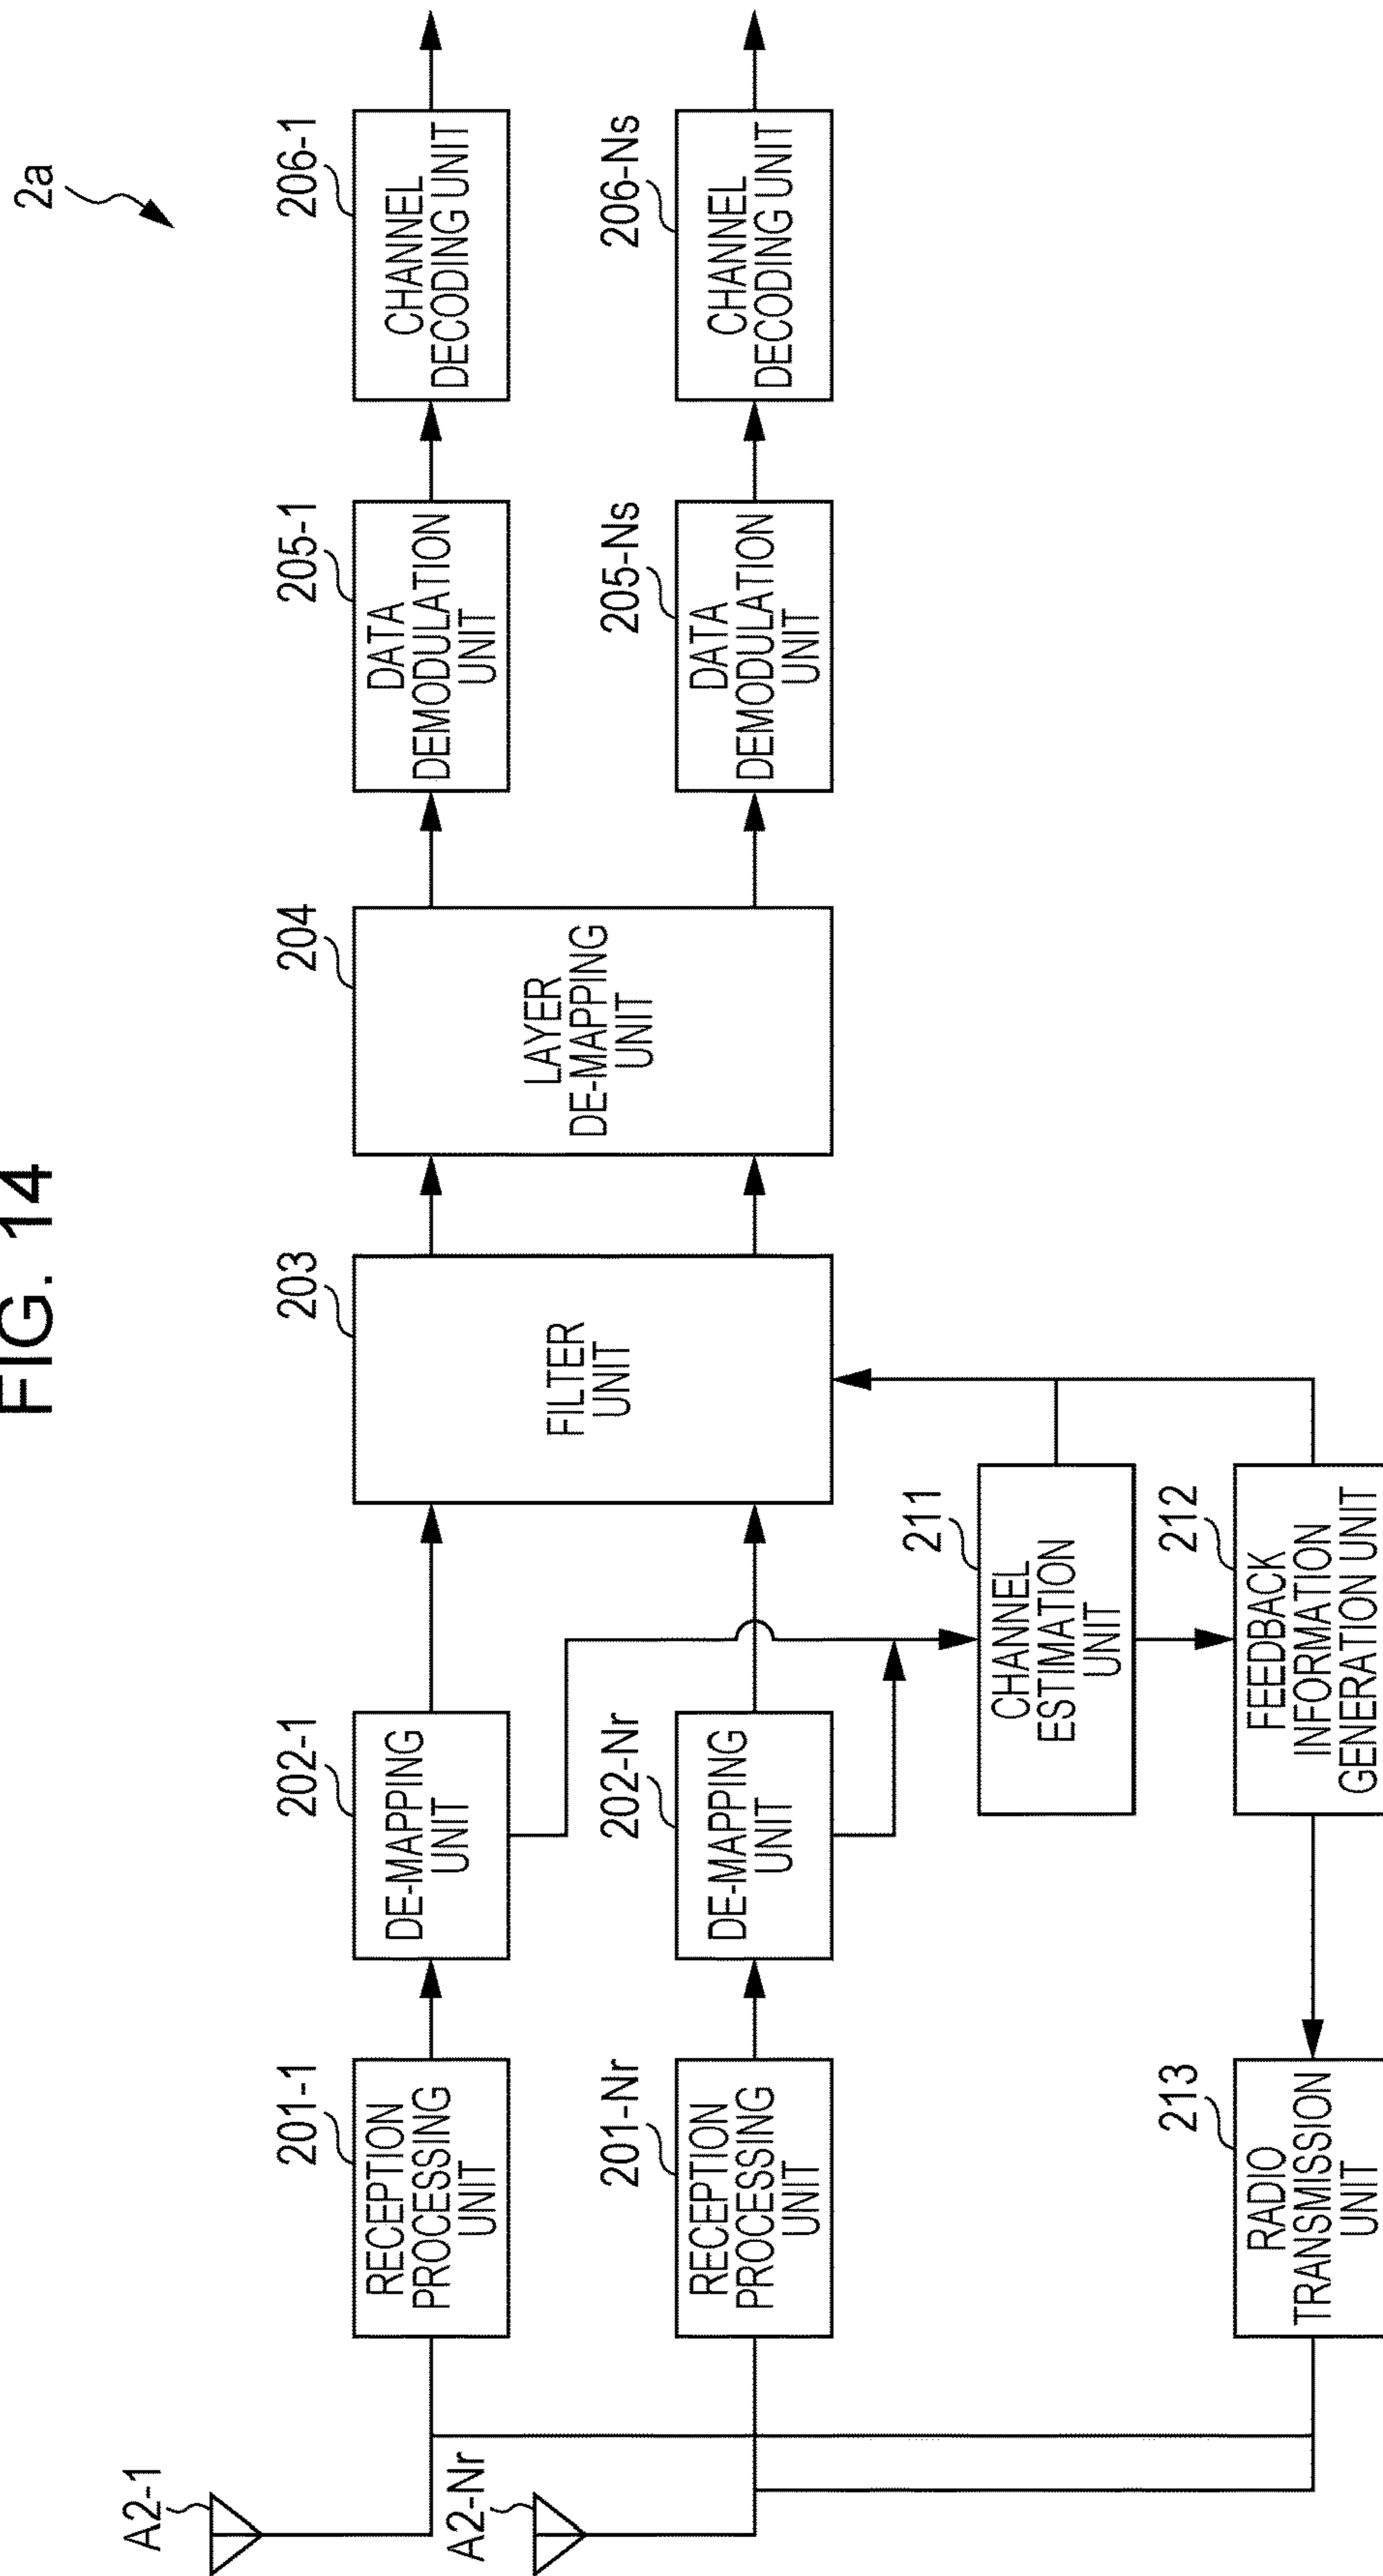 FIG. 14
2a
A2-1
201-1
RECEPTION
PROCESSING
UNIT
202-1
DE-MAPPING
UNIT
203
FILTER
UNIT
204
LAYER
DE-MAPPING
UNIT
205-1
DATA
DEMODULATION
UNIT
206-1
CHANNEL
DECODING UNIT
A2-Nr
201-Nr
RECEPTION
PROCESSING
UNIT
202-Nr
DE-MAPPING
UNIT
205-Ns
DATA
DEMODULATION
UNIT
206-Ns
CHANNEL
DECODING UNIT
211
CHANNEL
ESTIMATION
UNIT
213
RADIO
TRANSMISSION
UNIT
212
FEEDBACK
INFORMATION
GENERATION UNIT